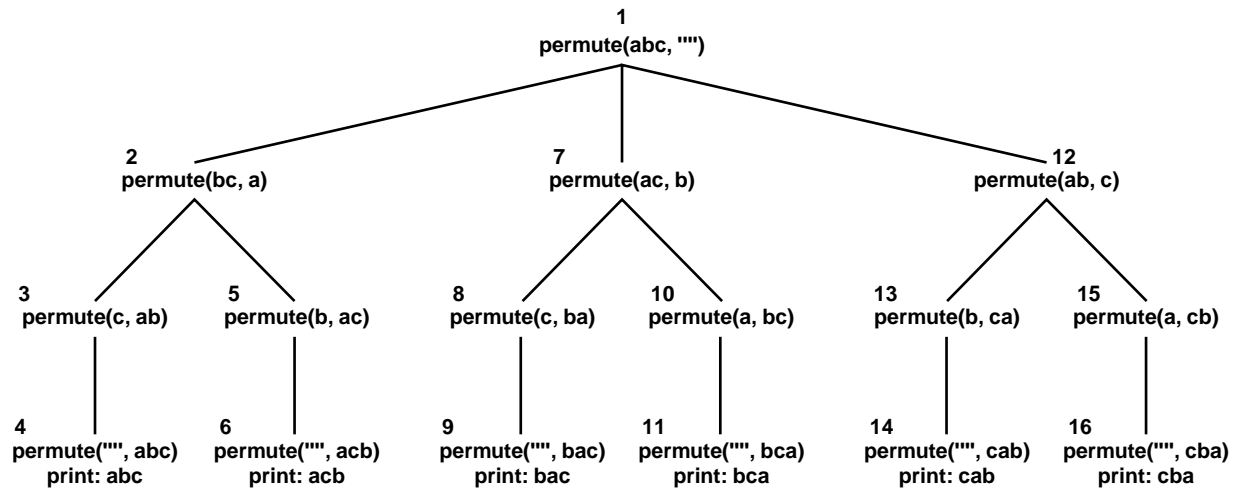 1
permute(abc, "")
2
permute(bc, a)
7
permute(ac, b)
12
permute(ab, c)
3
permute(c, ab)
5
permute(b, ac)
8
permute(c, ba)
10
permute(a, bc)
13
permute(b, ca)
15
permute(a, cb)
4
permute("", abc)
print: abc
6
permute("", acb)
print: acb
9
permute("", bac)
print: bac
11
permute("", bca)
print: bca
14
permute("", cab)
print: cab
16
permute("", cba)
print: cba